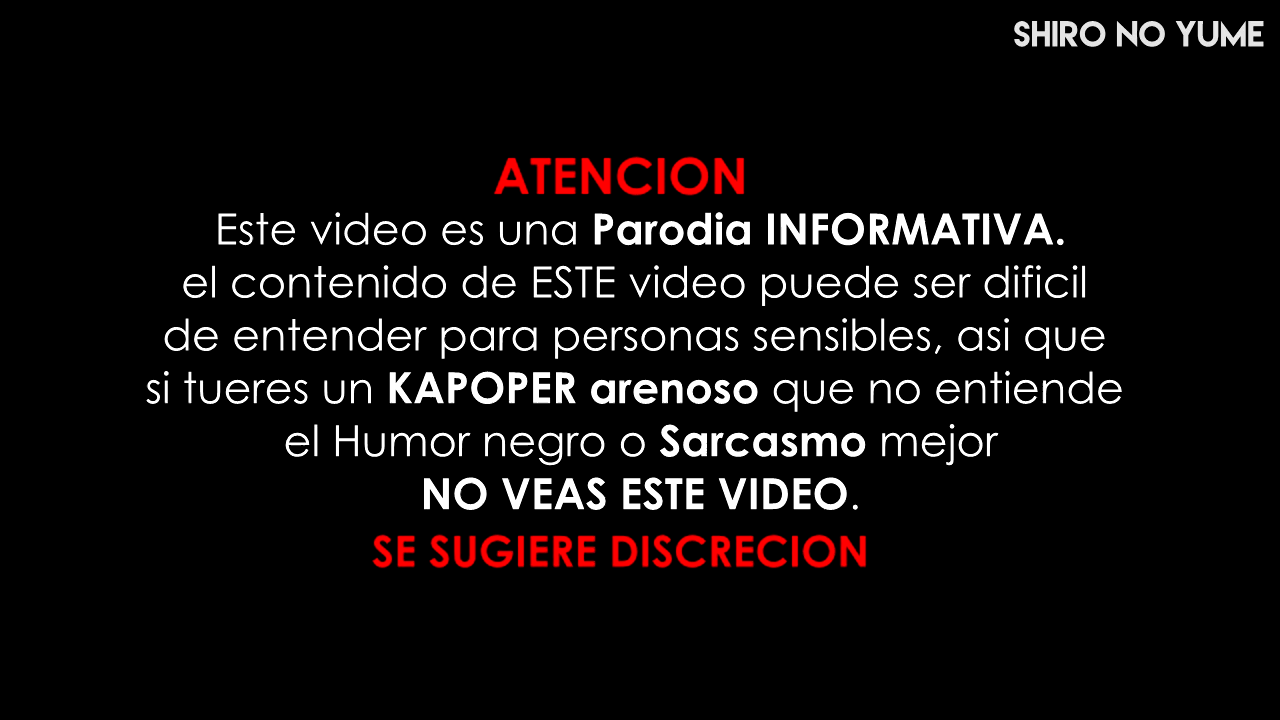 SHIRO NO YUME
ATENCION
Este video es una Parodia INFORMATIVA.
el contenido de ESTE video puede ser dificil
de entender para personas sensibles, asi que
si tueres un KAPOPER arenoso que no entiende
el Humor negro o Sarcasmo mejor
NO VEAS ESTE VIDEO.
SE SUGIERE DISCRECION